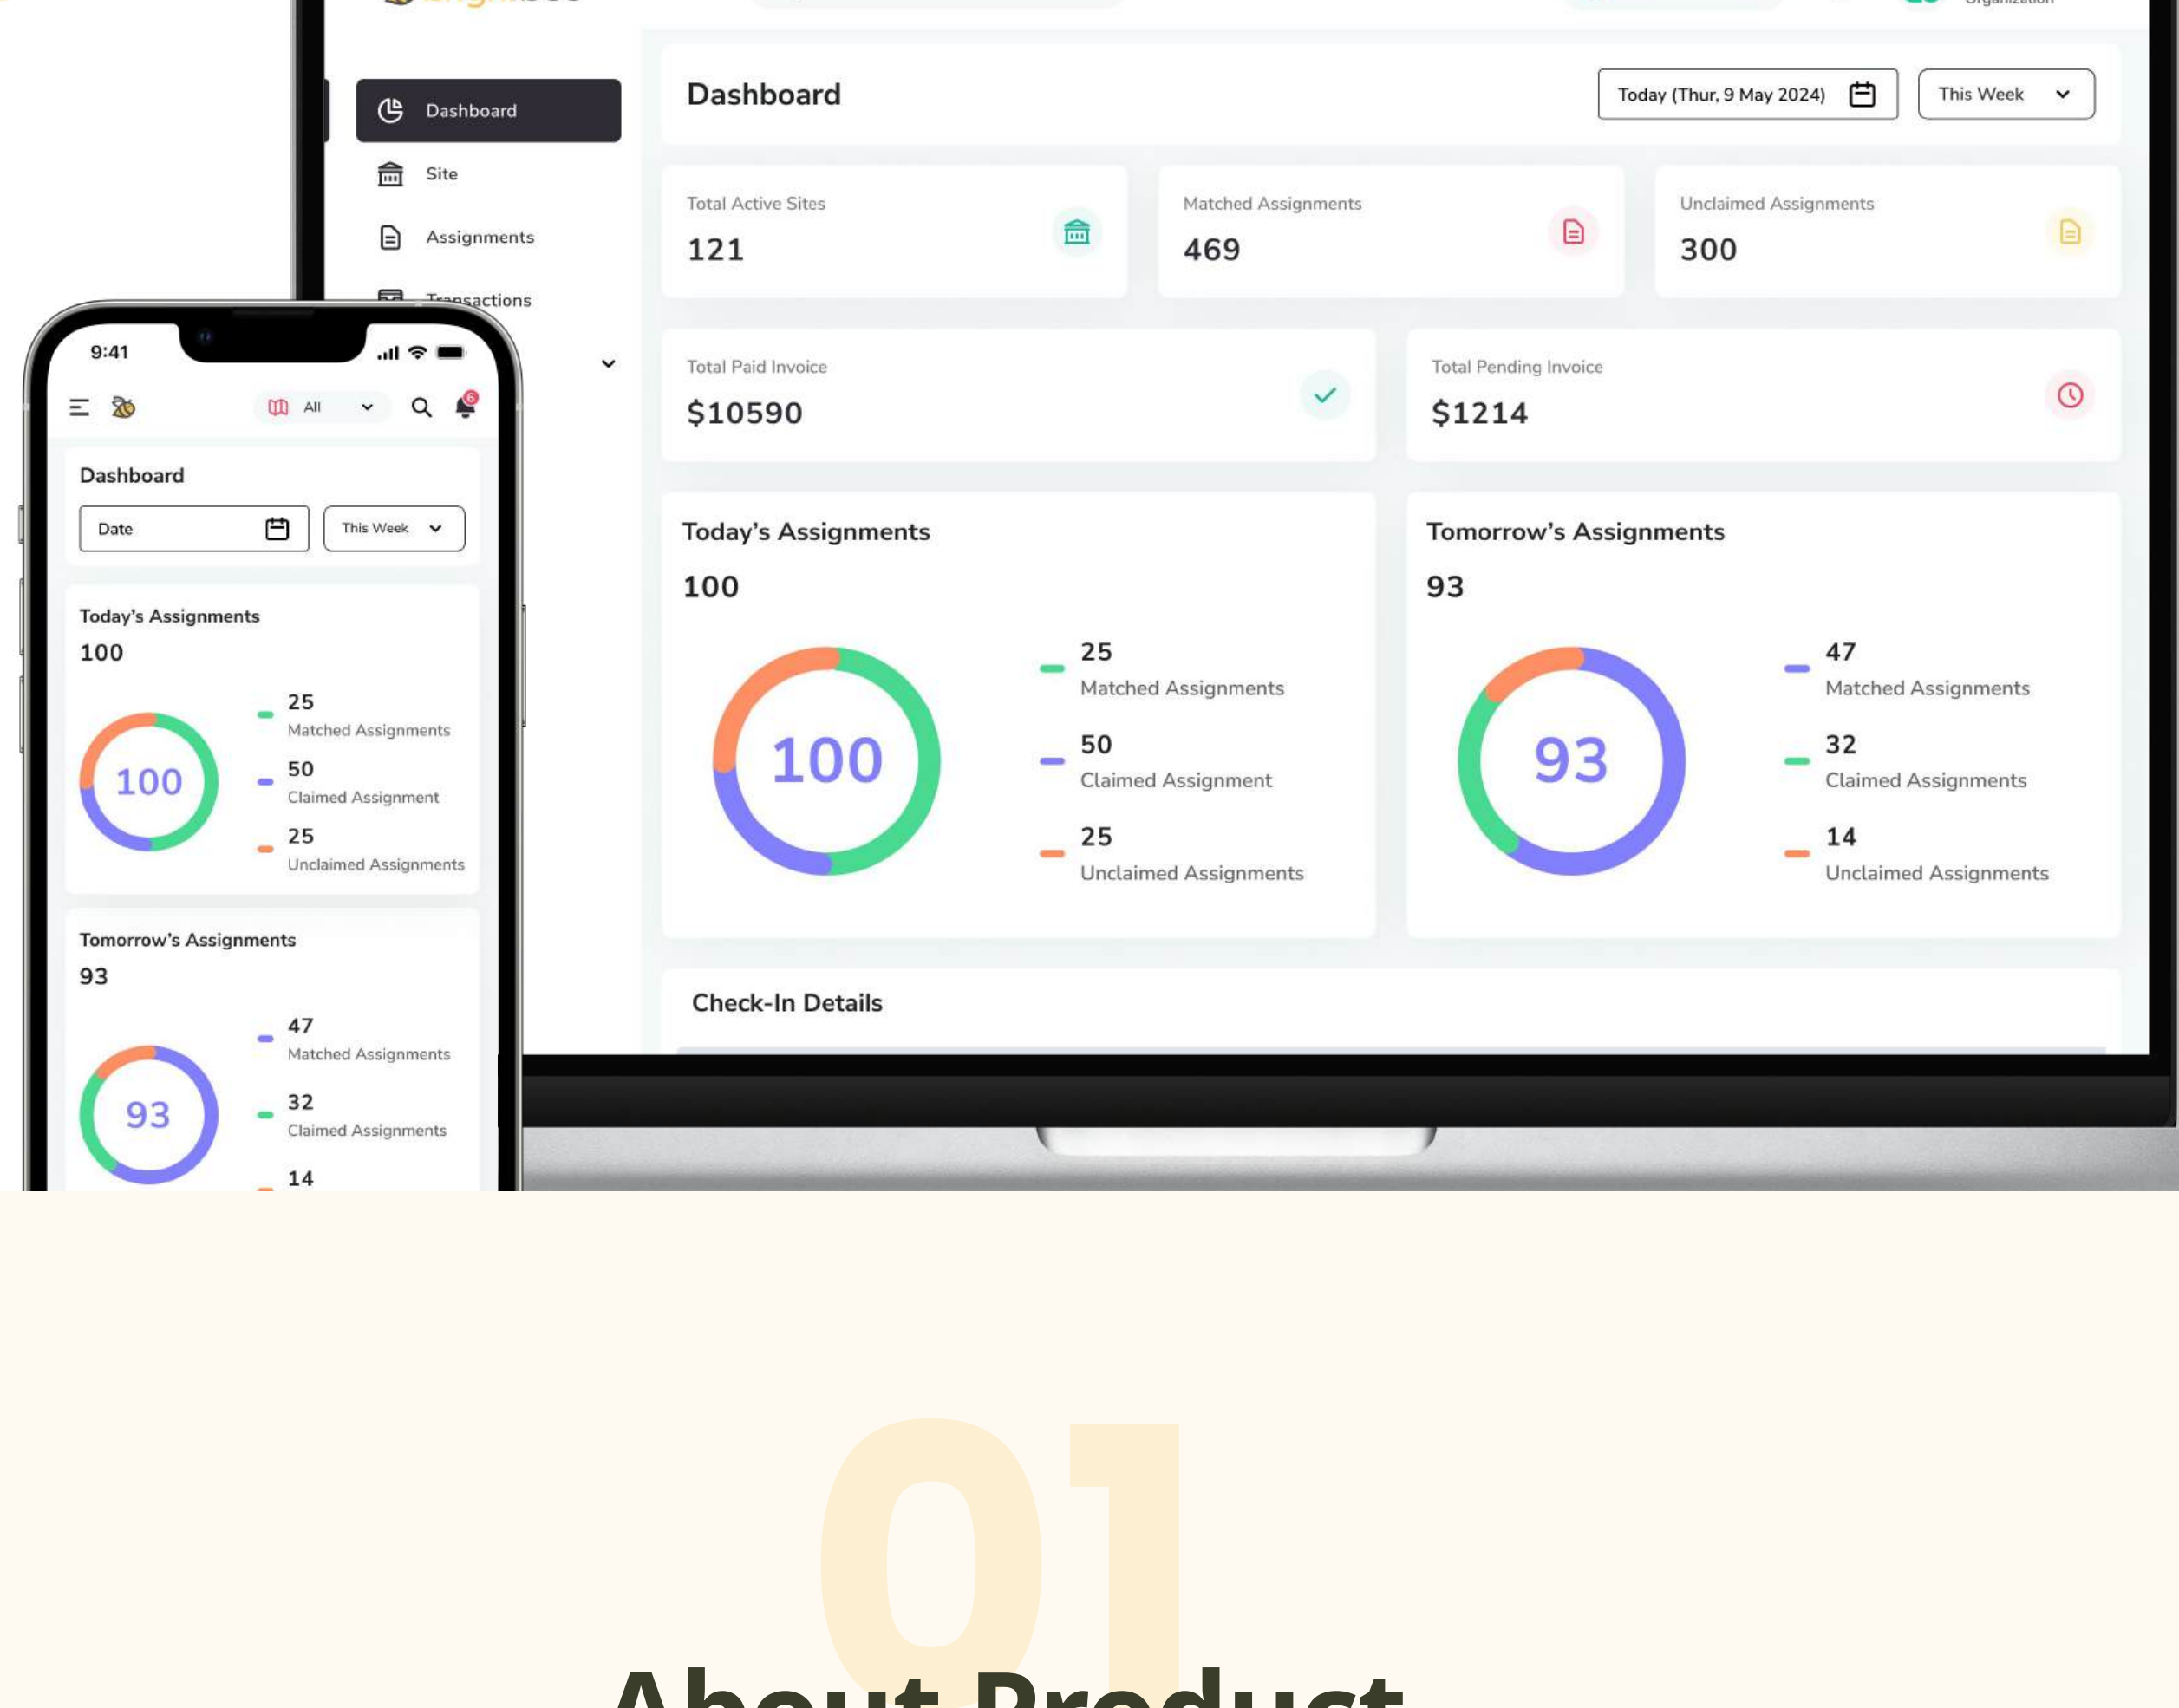 Organization
Dashboard
Site
Assignments
Transactions
Dashboard
Today (Thur, 9 May 2024)
This Week
Total Active Sites
121
Matched Assignments
469
Unclaimed Assignments
300
Total Paid Invoice
$10590
Total Pending Invoice
$1214
Today's Assignments
100
100
25
Matched Assignments
50
Claimed Assignment
25
Unclaimed Assignments
Tomorrow's Assignments
93
93
47
Matched Assignments
32
Claimed Assignments
14
Unclaimed Assignments
Check-In Details
9:41
All
6
Dashboard
Date
This Week
Today's Assignments
100
100
25
Matched Assignments
50
Claimed Assignment
25
Unclaimed Assignments
Tomorrow's Assignments
93
93
47
Matched Assignments
32
Claimed Assignments
14
01
About Product